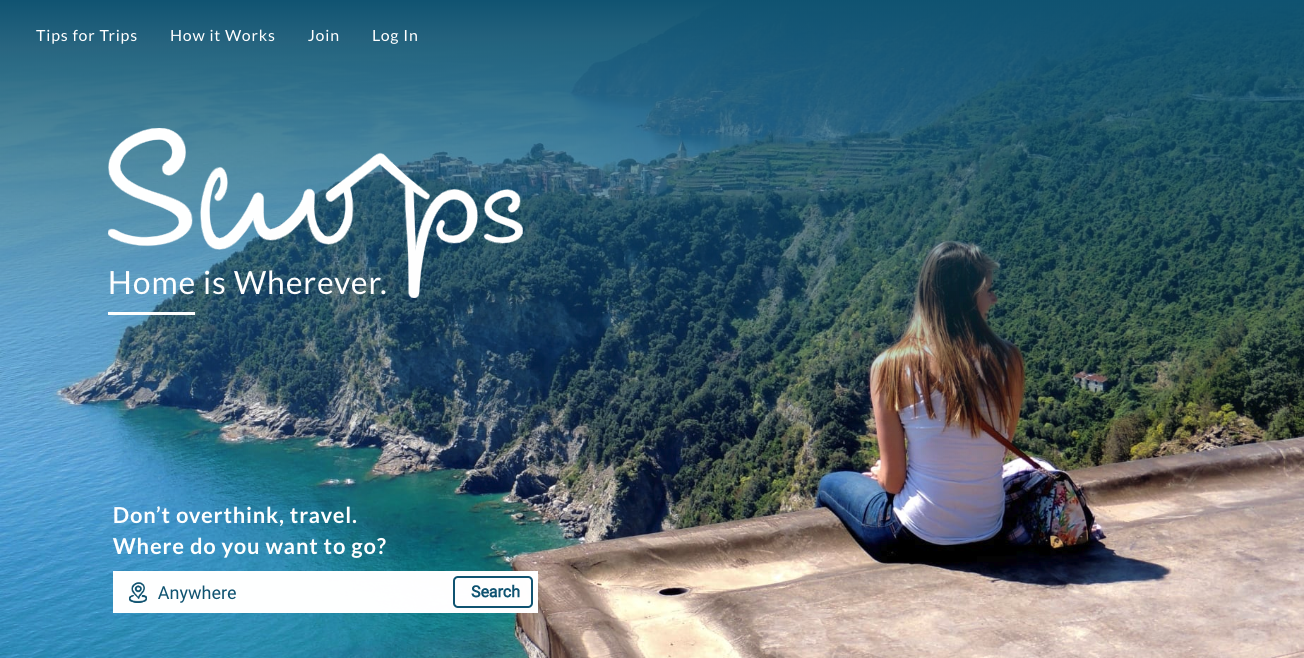 Tips for Trips How it Works Join Log In
Swops
Home is Wherever.
Don’t overthink, travel.
Where do you want to go?
Anywhere Search